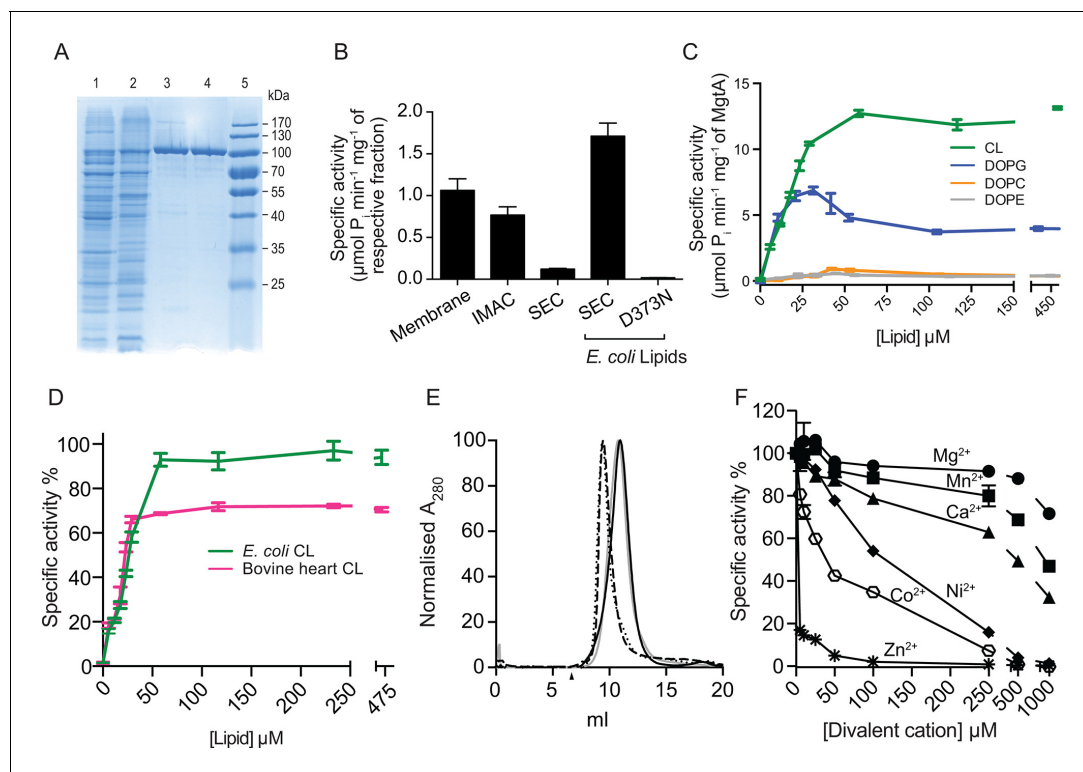 A
1 2 3 4 5
kDa
170
130
100
70
55
40
35
25
B
Specific activity
(µmol Pi min-1 mg-1 of
respective fraction)
2.0
1.5
1.0
0.5
0.0
Membrane
IMAC
SEC
SEC
D373N
E. coli Lipids
C
Specific activity
(µmol Pi min-1 mg-1 of MgtA)
15
10
5
0
CL
DOPG
DOPC
DOPE
0 25 50 75 100 125 150 450
[Lipid] µM
D
Specific activity %
100
80
60
40
20
0
E. coli CL
Bovine heart CL
0 50 100 150 200 250 475
[Lipid] µM
E
Normalised A280
100
80
60
40
20
0
0 5 10 15 20
ml
F
Specific activity %
120
100
80
60
40
20
0
Mg2+
Mn2+
Ca2+
Ni2+
Co2+
Zn2+
0 50 100 150 200 250 500 1000
[Divalent cation] µM